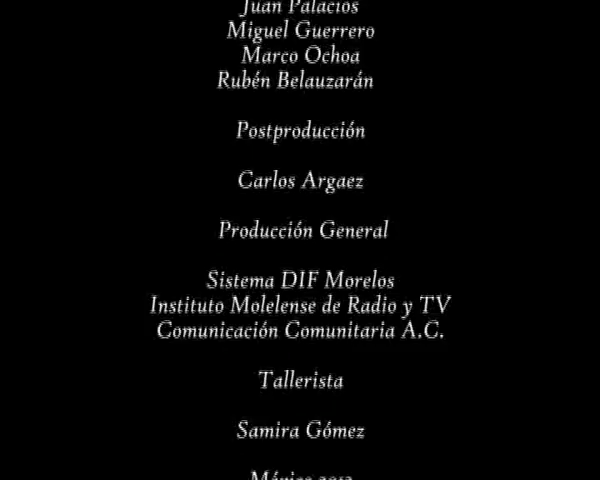 Juan Palacios
Miguel Guerrero
Marco Ochoa
Rubén Belauzarán
Postproducción
Carlos Argaez
Producción General
Sistema DIF Morelos
Instituto Molelense de Radio y TV
Comunicación Comunitaria A.C.
Tallerista
Samira Gómez
México